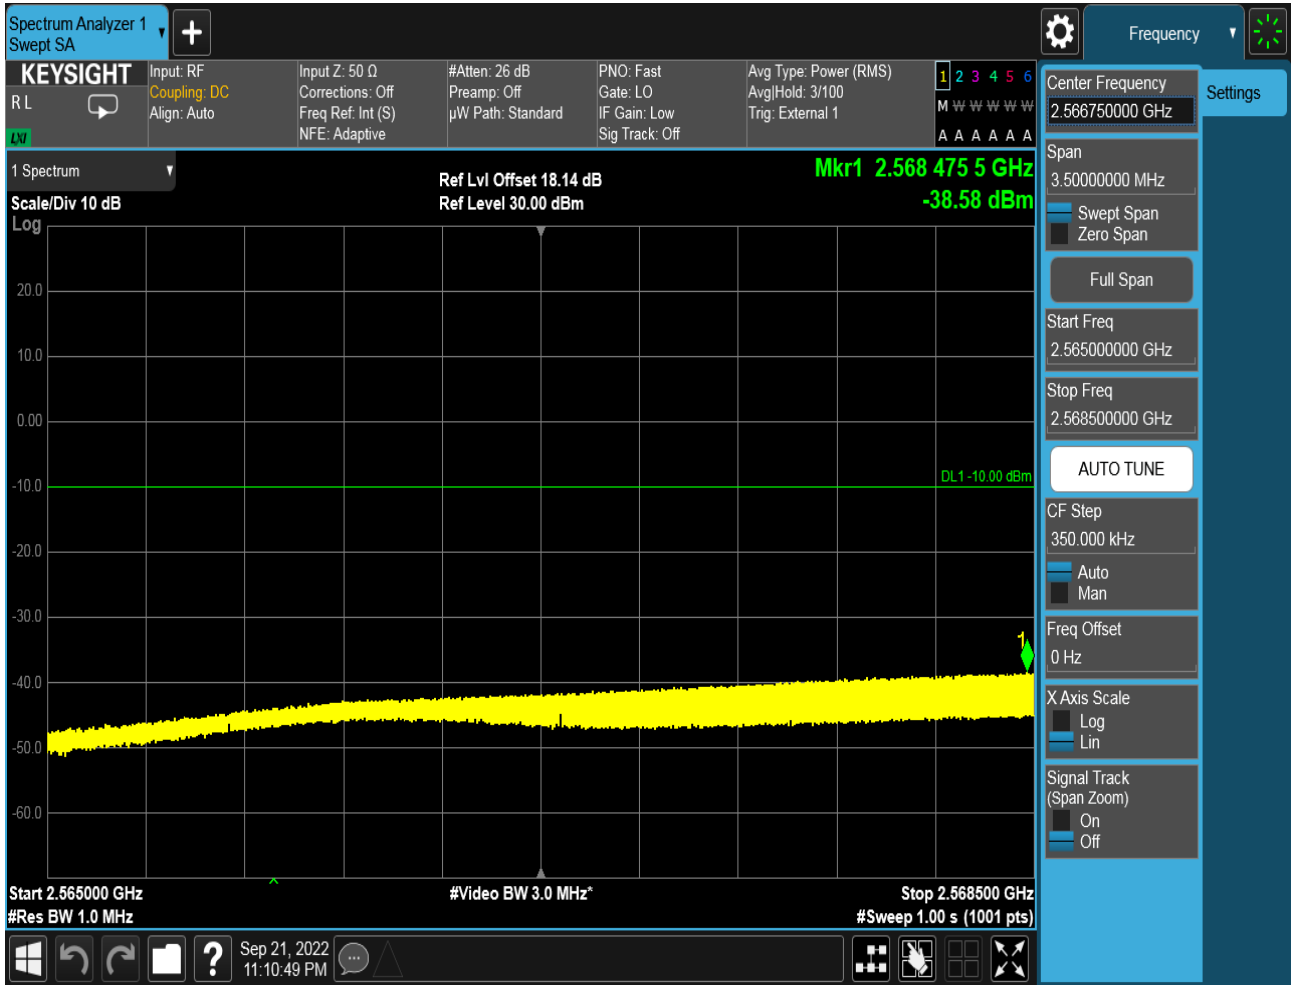 Spectrum Analyzer 1
Swept SA
+
Frequency
KEYSIGHT
R L
LXI
Input: RF
Coupling: DC
Align: Auto
Input Z: 50 Ω
Corrections: Off
Freq Ref: Int (S)
NFE: Adaptive
#Atten: 26 dB
Preamp: Off
µW Path: Standard
PNO: Fast
Gate: LO
IF Gain: Low
Sig Track: Off
Avg Type: Power (RMS)
Avg|Hold: 3/100
Trig: External 1
1 2 3 4 5 6
M W W W W W
A A A A A A
1 Spectrum
Scale/Div 10 dB
Log
Ref Lvl Offset 18.14 dB
Ref Level 30.00 dBm
Mkr1 2.568 475 5 GHz
-38.58 dBm
20.0
10.0
0.00
-10.0
DL1 -10.00 dBm
-20.0
-30.0
1
-40.0
-50.0
-60.0
Start 2.565000 GHz
#Video BW 3.0 MHz*
Stop 2.568500 GHz
#Res BW 1.0 MHz
#Sweep 1.00 s (1001 pts)
?
Sep 21, 2022
11:10:49 PM
Center Frequency
2.566750000 GHz
Settings
Span
3.50000000 MHz
Swept Span
Zero Span
Full Span
Start Freq
2.565000000 GHz
Stop Freq
2.568500000 GHz
AUTO TUNE
CF Step
350.000 kHz
Auto
Man
Freq Offset
0 Hz
X Axis Scale
Log
Lin
Signal Track
(Span Zoom)
On
Off